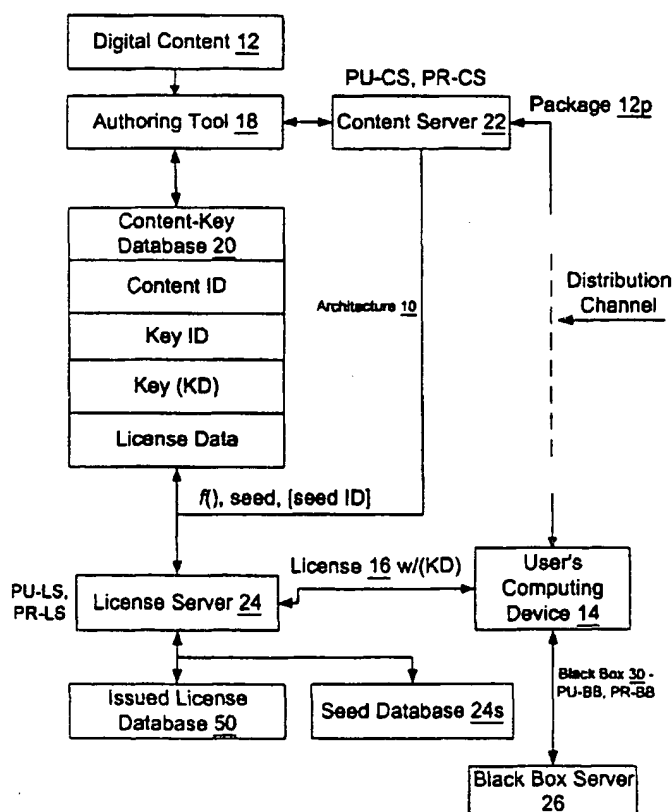 Digital Content 12
PU-CS, PR-CS
Package 12p
Authoring Tool 18
Content Server 22
Content-Key
Database 20
Content ID
Key ID
Key (KD)
License Data
Architecture 10
Distribution
Channel
f(), seed, [seed ID]
License 16 w/(KD)
PU-LS,
PR-LS
License Server 24
User's
Computing
Device 14
Issued License
Database 50
Seed Database 24s
Black Box 30 -
PU-BB, PR-BB
Black Box Server
26